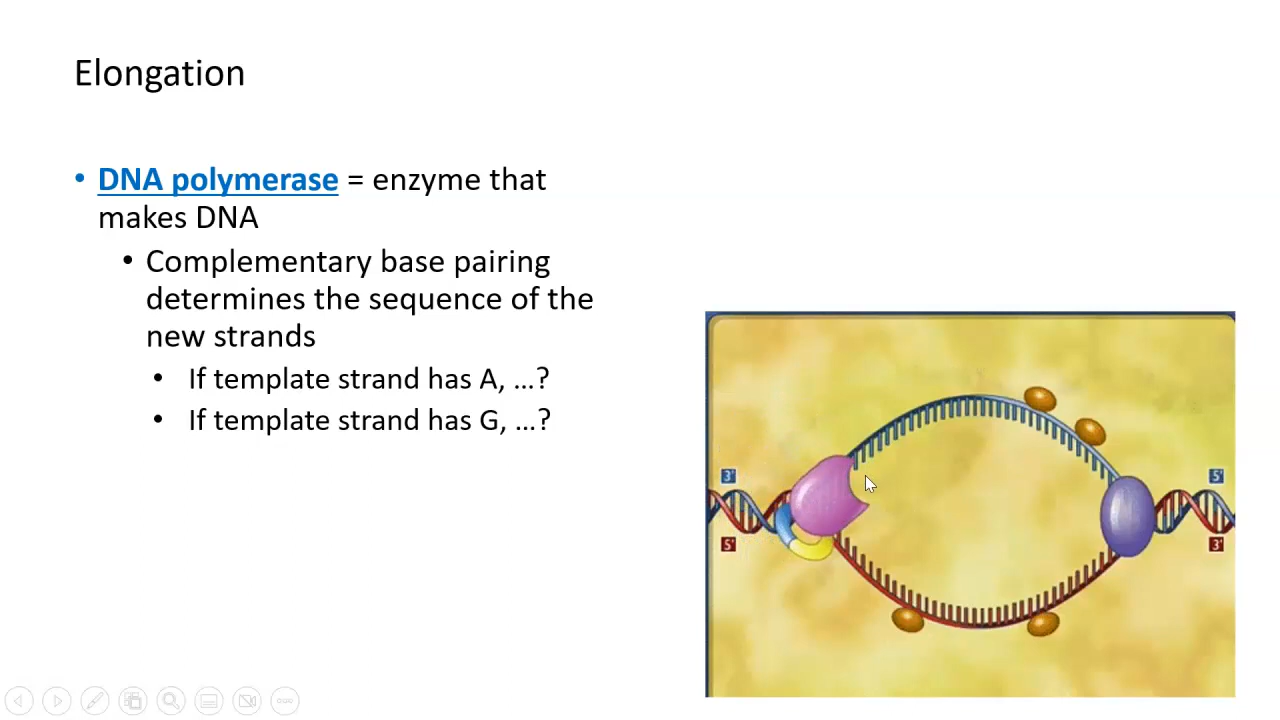 Elongation
• DNA polymerase = enzyme that
makes DNA
• Complementary base pairing
determines the sequence of the
new strands
• If template strand has A, ...?
• If template strand has G, ...?
3' 5'
5' 3'